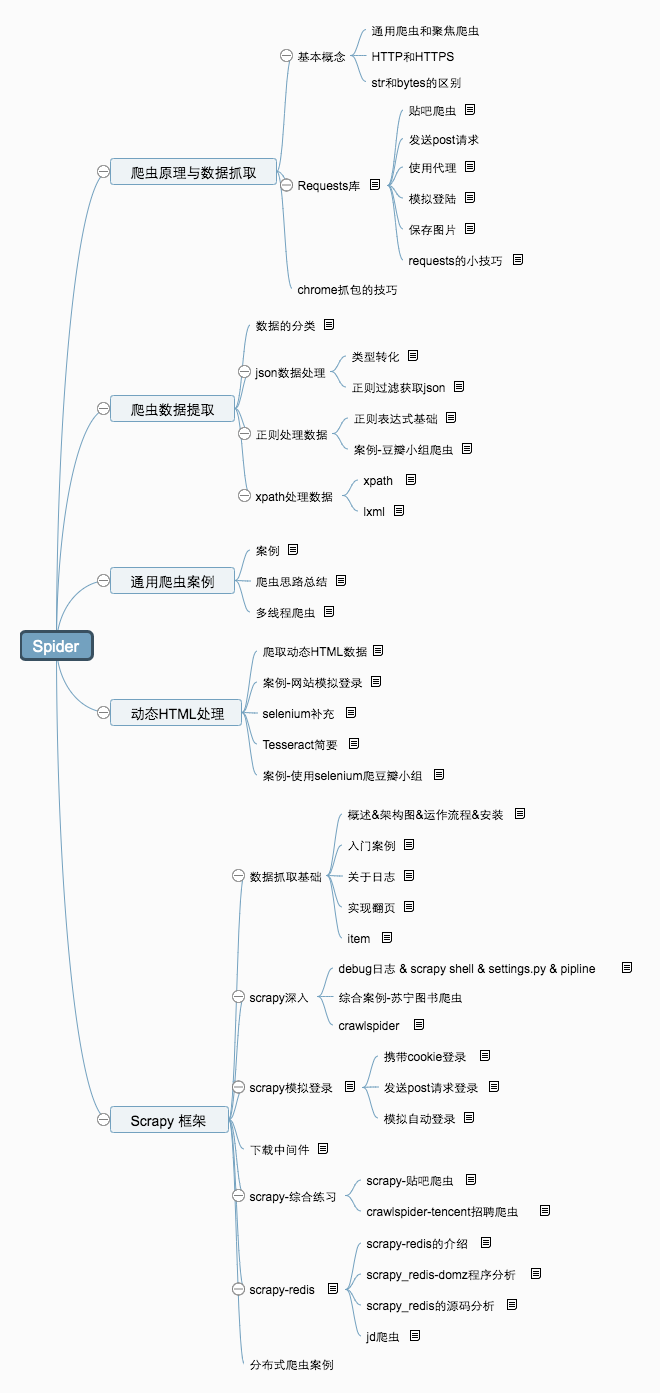 Spider
爬虫原理与数据抓取
基本概念
通用爬虫和聚焦爬虫
HTTP和HTTPS
str和bytes的区别
Requests库
贴吧爬虫
发送post请求
使用代理
模拟登陆
保存图片
requests的小技巧
chrome抓包的技巧
爬虫数据提取
数据的分类
json数据处理
类型转化
正则过滤获取json
正则处理数据
正则表达式基础
案例-豆瓣小组爬虫
xpath处理数据
xpath
lxml
通用爬虫案例
案例
爬虫思路总结
多线程爬虫
动态HTML处理
爬取动态HTML数据
案例-网站模拟登录
selenium补充
Tesseract简要
案例-使用selenium爬豆瓣小组
Scrapy 框架
数据抓取基础
概述&架构图&运作流程&安装
入门案例
关于日志
实现翻页
item
scrapy深入
debug日志 & scrapy shell & settings.py & pipline
综合案例-苏宁图书爬虫
crawlspider
scrapy模拟登录
携带cookie登录
发送post请求登录
模拟自动登录
下载中间件
scrapy-综合练习
scrapy-贴吧爬虫
crawlspider-tencent招聘爬虫
scrapy-redis
scrapy-redis的介绍
scrapy_redis-domz程序分析
scrapy_redis的源码分析
jd爬虫
分布式爬虫案例